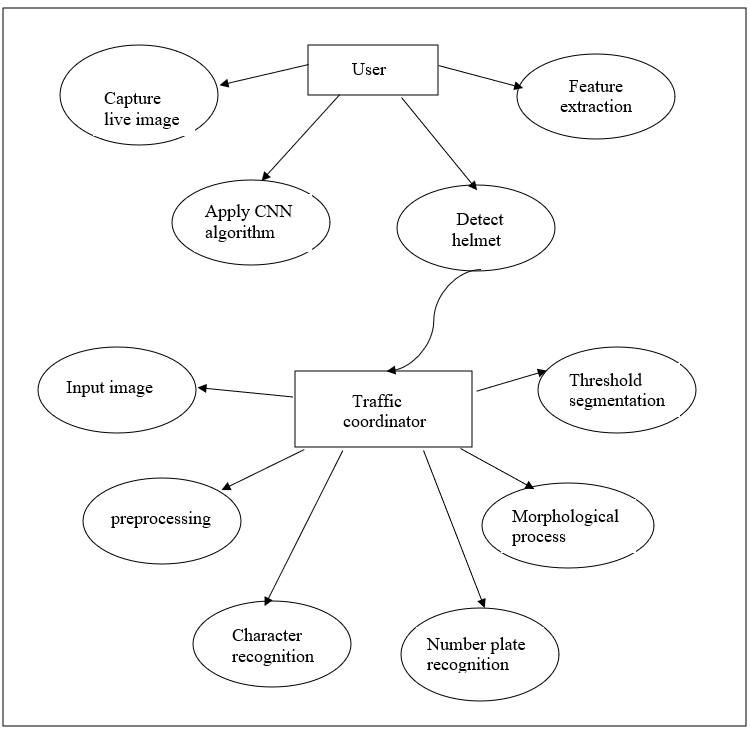 User
Capture
live image
Feature
extraction
Apply CNN
algorithm
Detect
helmet
Input image
Traffic
coordinator
Threshold
segmentation
preprocessing
Morphological
process
Character
recognition
Number plate
recognition